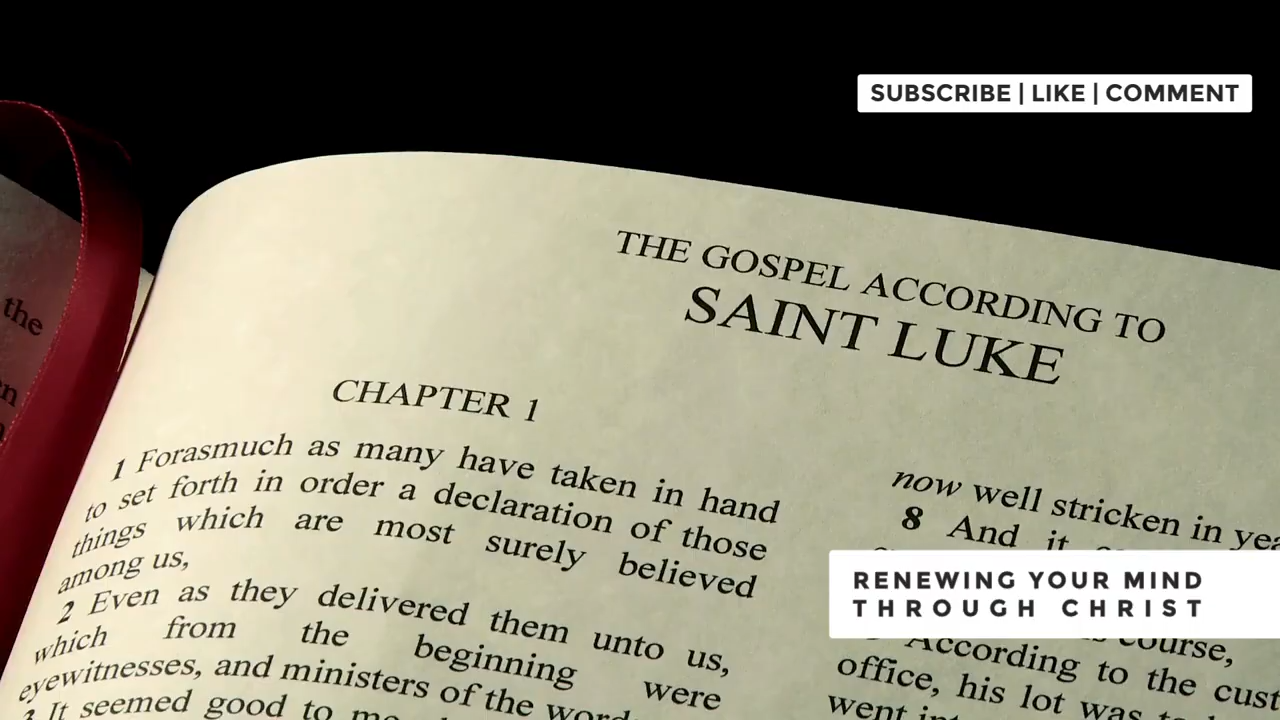 SUBSCRIBE | LIKE | COMMENT
the
THE GOSPEL ACCORDING TO
SAINT LUKE
CHAPTER 1
1 Forasmuch as many have taken in hand
to set forth in order a declaration of those
things which are most surely believed
among us,
2 Even as they delivered them unto us,
which from the beginning were
eyewitnesses, and ministers of the word
3 It seemed good to me
now well stricken in
8 And it
RENEWING YOUR MIND
THROUGH CHRIST
course,
According to the
office, his lot was
went